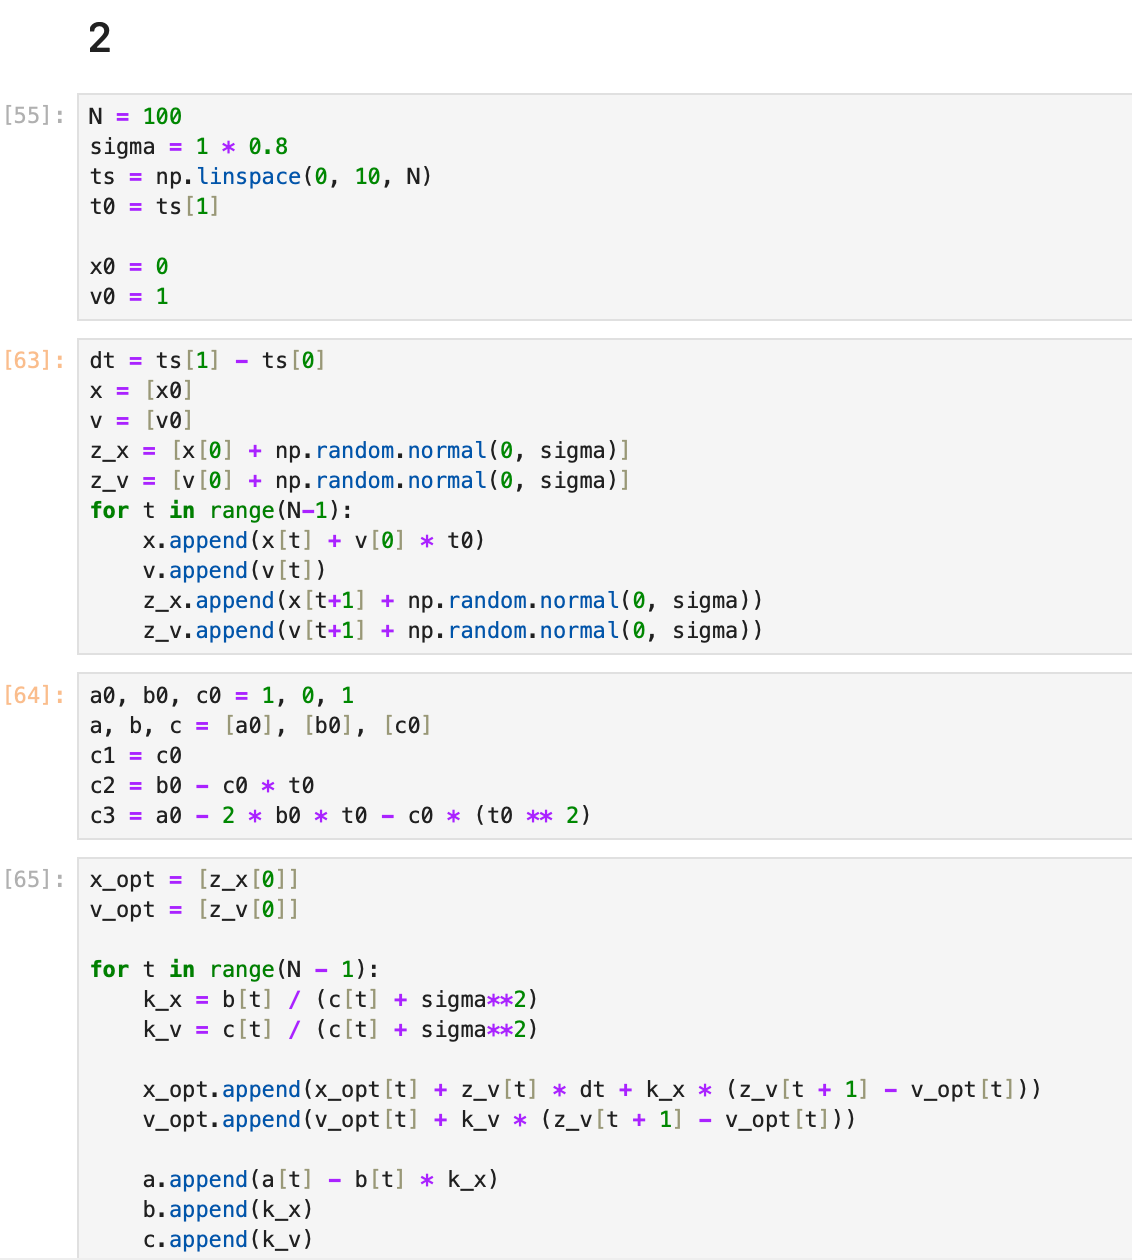 2
[55]:
N = 100
sigma = 1 * 0.8
ts = np.linspace(0, 10, N)
t0 = ts[1]
x0 = 0
v0 = 1
[63]:
dt = ts[1] - ts[0]
x = [x0]
v = [v0]
z_x = [x[0] + np.random.normal(0, sigma)]
z_v = [v[0] + np.random.normal(0, sigma)]
for t in range(N-1):
    x.append(x[t] + v[0] * t0)
    v.append(v[t])
    z_x.append(x[t+1] + np.random.normal(0, sigma))
    z_v.append(v[t+1] + np.random.normal(0, sigma))
[64]:
a0, b0, c0 = 1, 0, 1
a, b, c = [a0], [b0], [c0]
c1 = c0
c2 = b0 - c0 * t0
c3 = a0 - 2 * b0 * t0 - c0 * (t0 ** 2)
[65]:
x_opt = [z_x[0]]
v_opt = [z_v[0]]
for t in range(N - 1):
    k_x = b[t] / (c[t] + sigma**2)
    k_v = c[t] / (c[t] + sigma**2)
    x_opt.append(x_opt[t] + z_v[t] * dt + k_x * (z_v[t + 1] - v_opt[t]))
    v_opt.append(v_opt[t] + k_v * (z_v[t + 1] - v_opt[t]))
    a.append(a[t] - b[t] * k_x)
    b.append(k_x)
    c.append(k_v)